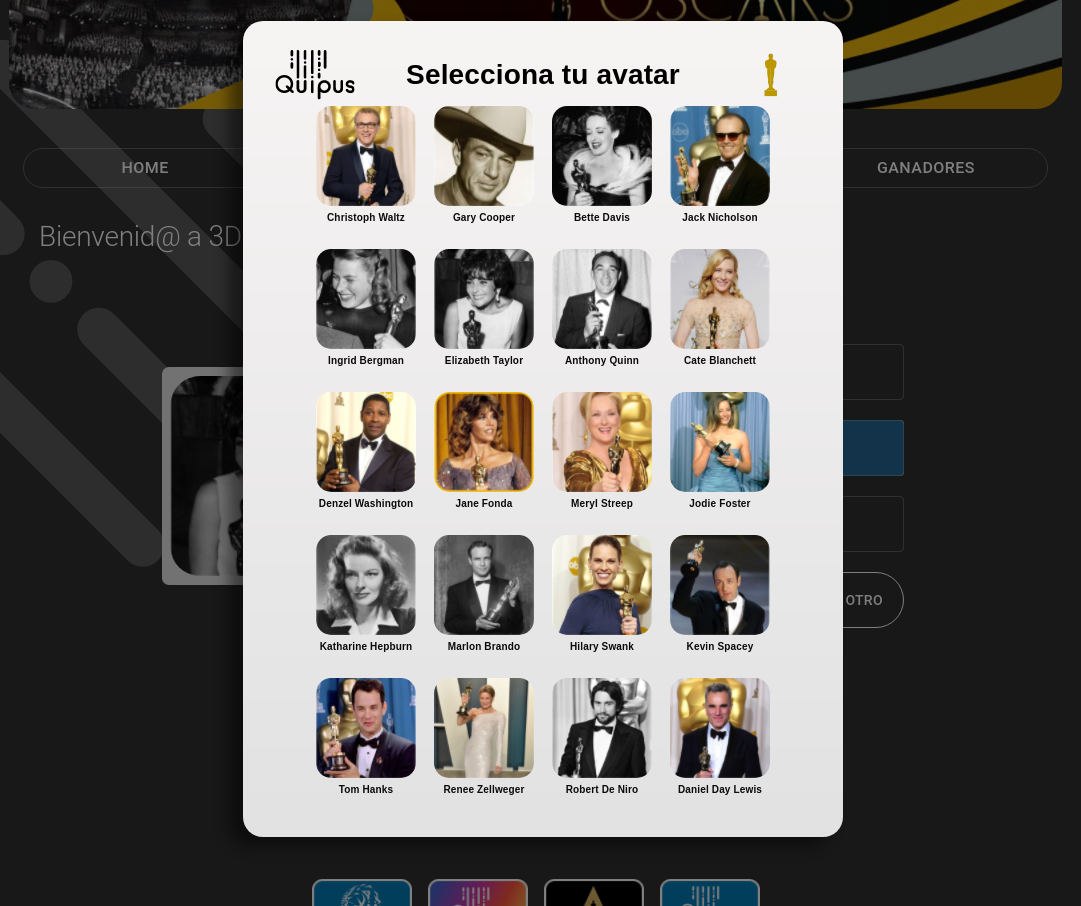 OSCARS
Quipus
Selecciona tu avatar
HOME
GANADORES
Bienvenid@ a 3D
Christoph Waltz
Gary Cooper
Bette Davis
Jack Nicholson
Ingrid Bergman
Elizabeth Taylor
Anthony Quinn
Cate Blanchett
Denzel Washington
Jane Fonda
Meryl Streep
Jodie Foster
OTRO
Katharine Hepburn
Marlon Brando
Hilary Swank
Kevin Spacey
Tom Hanks
Renee Zellweger
Robert De Niro
Daniel Day Lewis